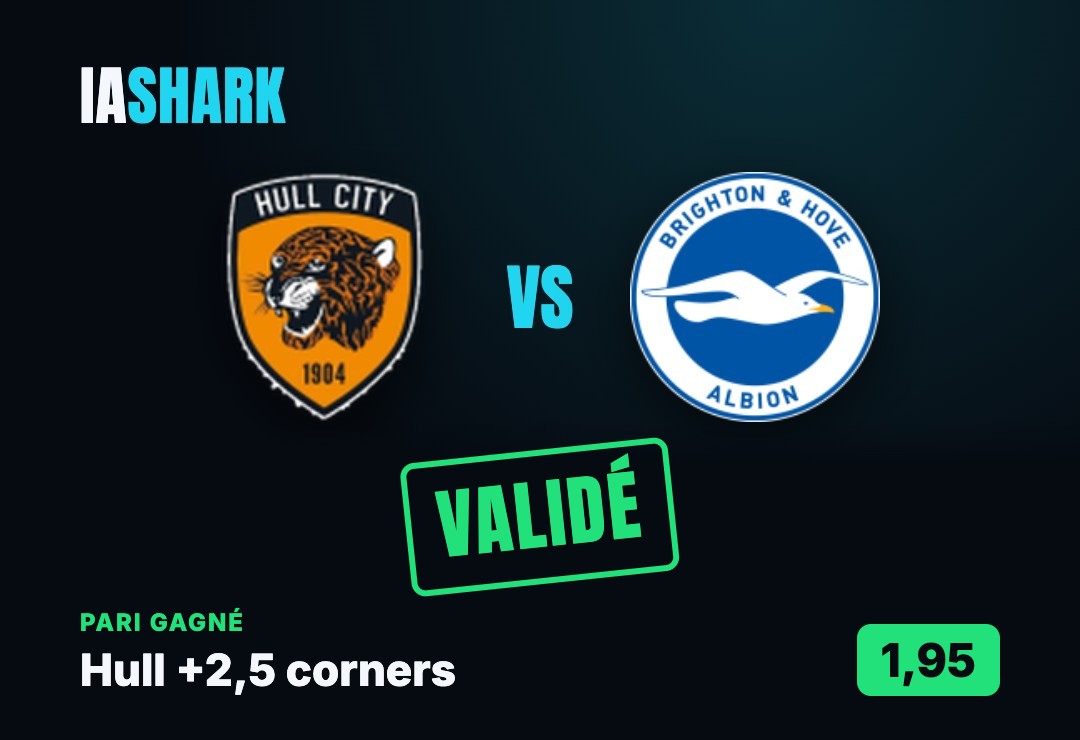 IASHARK
HULL CITY
1904
VS
BRIGHTON & HOVE
ALBION
VALIDÉ
PARI GAGNÉ
Hull +2,5 corners
1,95